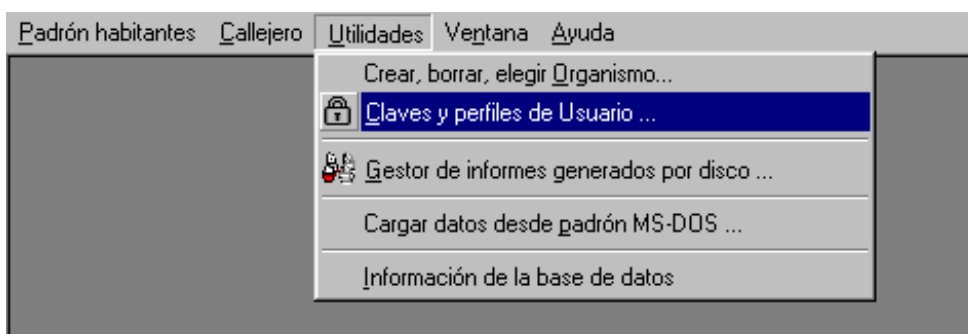 Padrón habitantes Callejero Utilidades Ventana Ayuda
Crear, borrar, elegir Organismo...
Claves y perfiles de Usuario ...
Gestor de informes generados por disco ...
Cargar datos desde padrón MS-DOS ...
Información de la base de datos